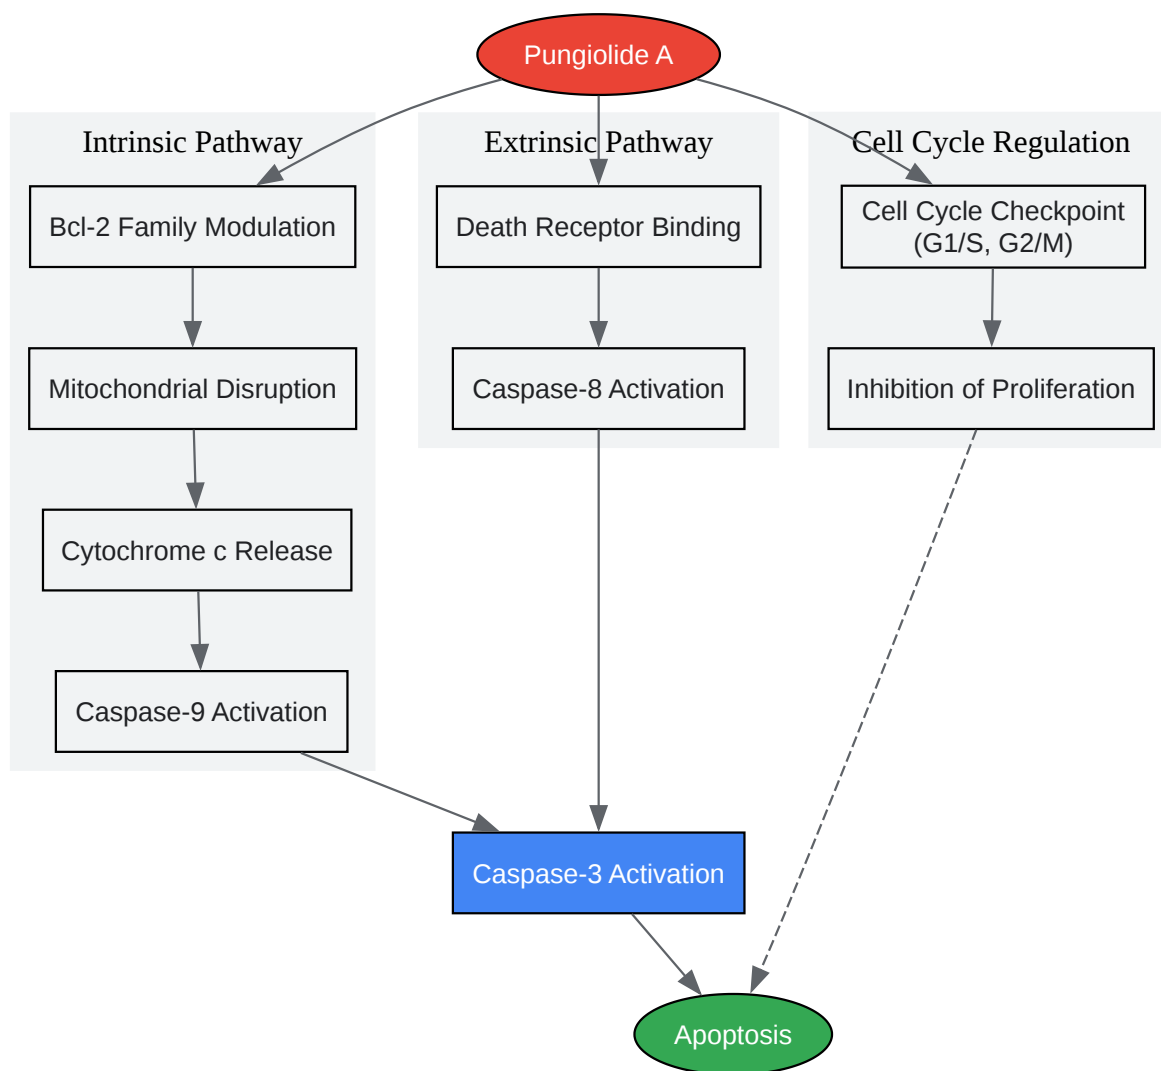 Pungiolide A
Intrinsic Pathway
Extrinsic Pathway
Cell Cycle Regulation
Bcl-2 Family Modulation
Death Receptor Binding
Cell Cycle Checkpoint
(G1/S, G2/M)
Mitochondrial Disruption
Caspase-8 Activation
Inhibition of Proliferation
Cytochrome c Release
Caspase-9 Activation
Caspase-3 Activation
Apoptosis